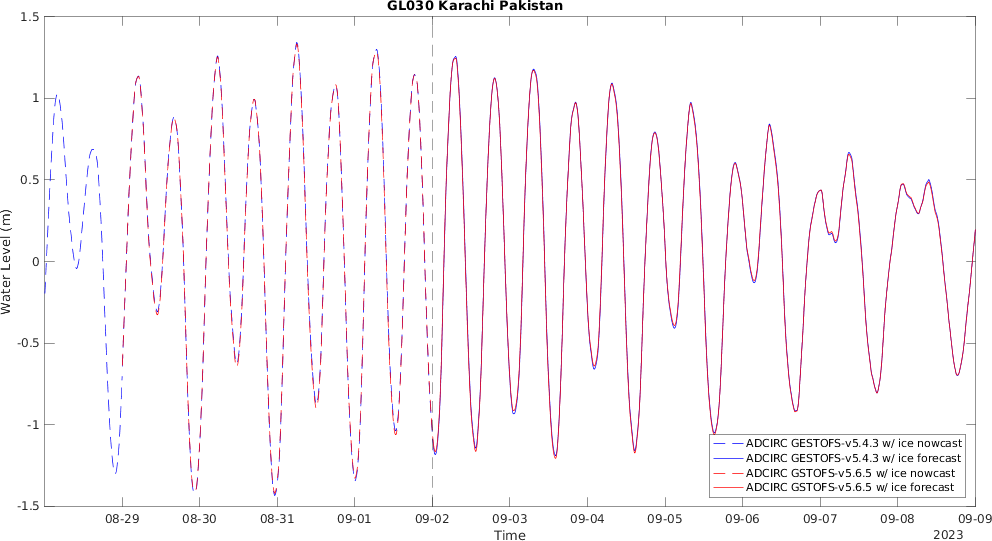 GL030 Karachi Pakistan
1.5
1
0.5
0
-0.5
-1
-1.5
Water Level (m)
ADCIRC GESTOFS-v5.4.3 w/ ice nowcast
ADCIRC GESTOFS-v5.4.3 w/ ice forecast
ADCIRC GSTOFS-v5.6.5 w/ ice nowcast
ADCIRC GSTOFS-v5.6.5 w/ ice forecast
08-29 08-30 08-31 09-01 09-02 09-03 09-04 09-05 09-06 09-07 09-08 09-09
Time
2023